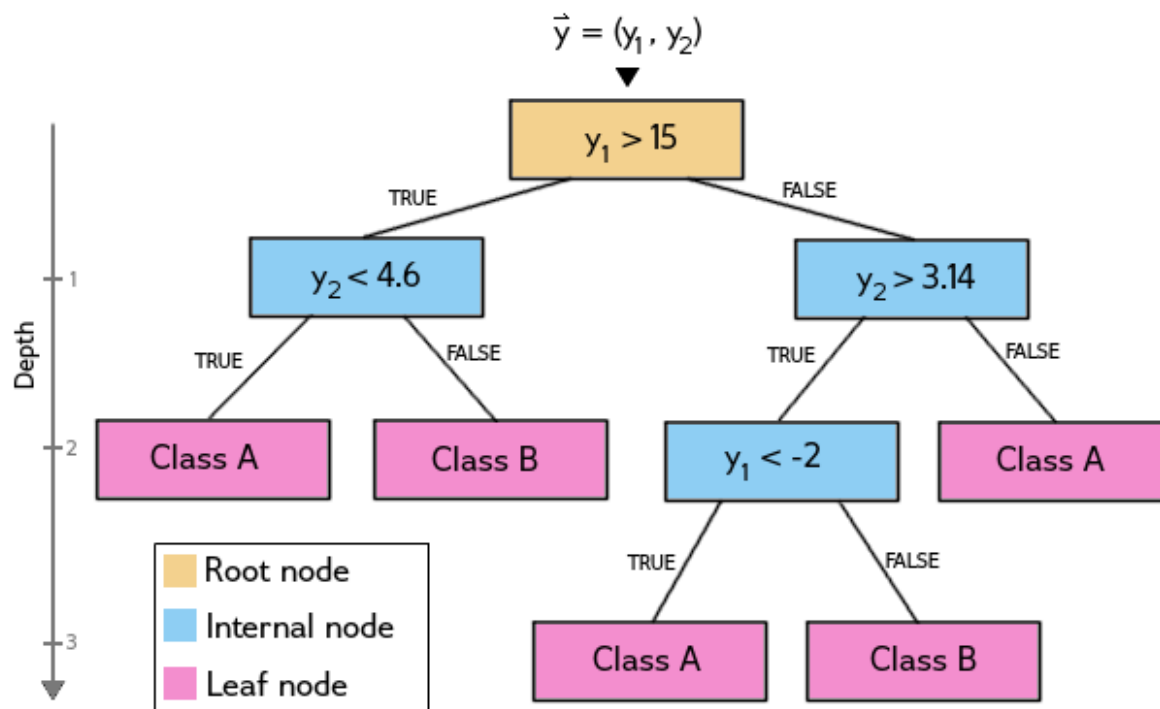 y⃗ = (y₁ , y₂)
y₁ > 15
TRUE
FALSE
y₂ < 4.6
y₂ > 3.14
1
TRUE
FALSE
TRUE
FALSE
Depth
Class A
Class B
y₁ < -2
Class A
2
TRUE
FALSE
Root node
Internal node
Leaf node
Class A
Class B
3